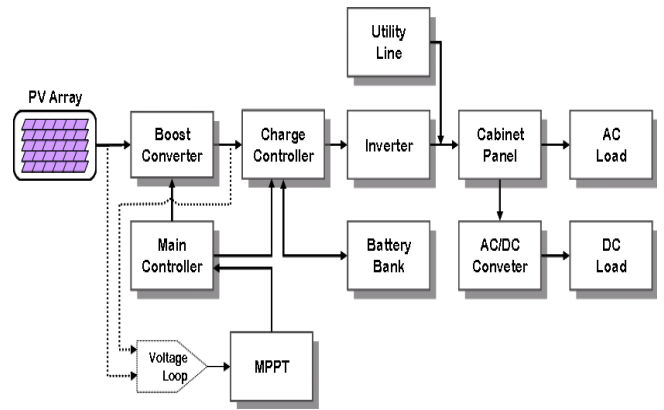 Utility
Line
PV Array
Boost
Converter
Charge
Controller
Inverter
Cabinet
Panel
AC
Load
Main
Controller
Battery
Bank
AC/DC
Conveter
DC
Load
Voltage
Loop
MPPT